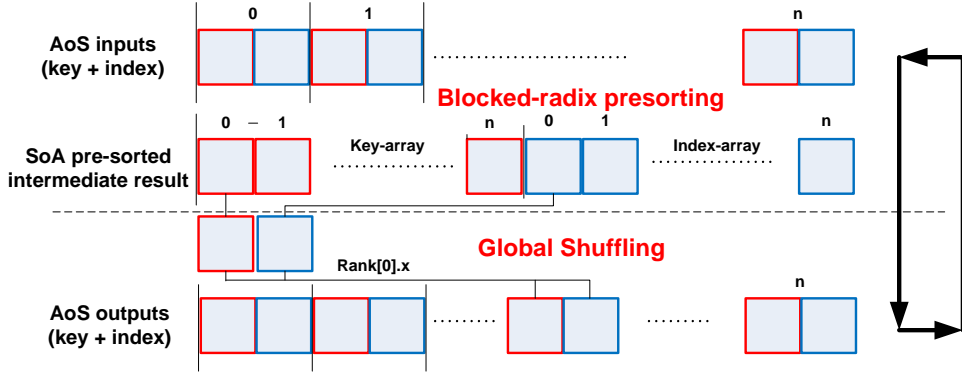 0 1
AoS inputs
(key + index)
n
Blocked-radix presorting
0 – 1 n 0 1 n
SoA pre-sorted
intermediate result
Key-array
Index-array
Global Shuffling
Rank[0].x
n
AoS outputs
(key + index)